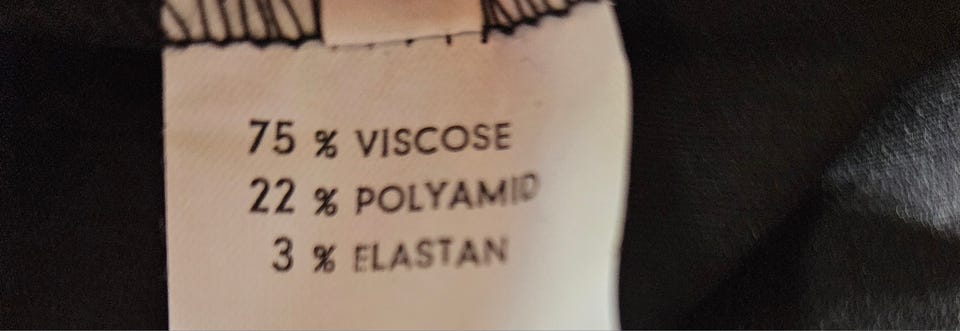 75 % VISCOSE
22 % POLYAMID
3 % ELASTAN